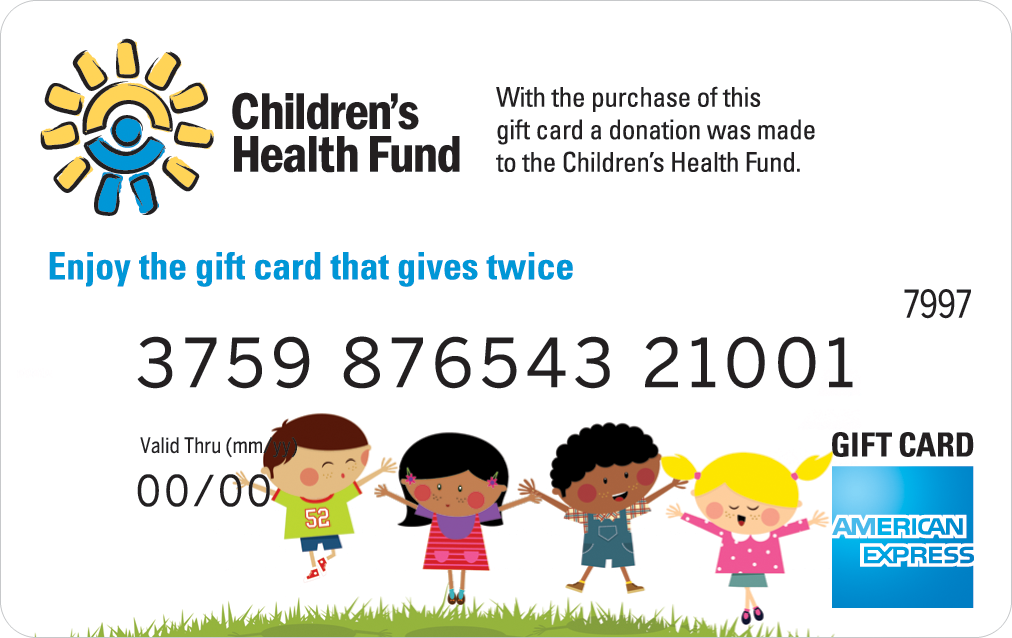 Children's
Health Fund
With the purchase of this
gift card a donation was made
to the Children's Health Fund.
Enjoy the gift card that gives twice
7997
3759 876543 21001
Valid Thru (mm/yy)
00/00
52
GIFT CARD
AMERICAN
EXPRESS